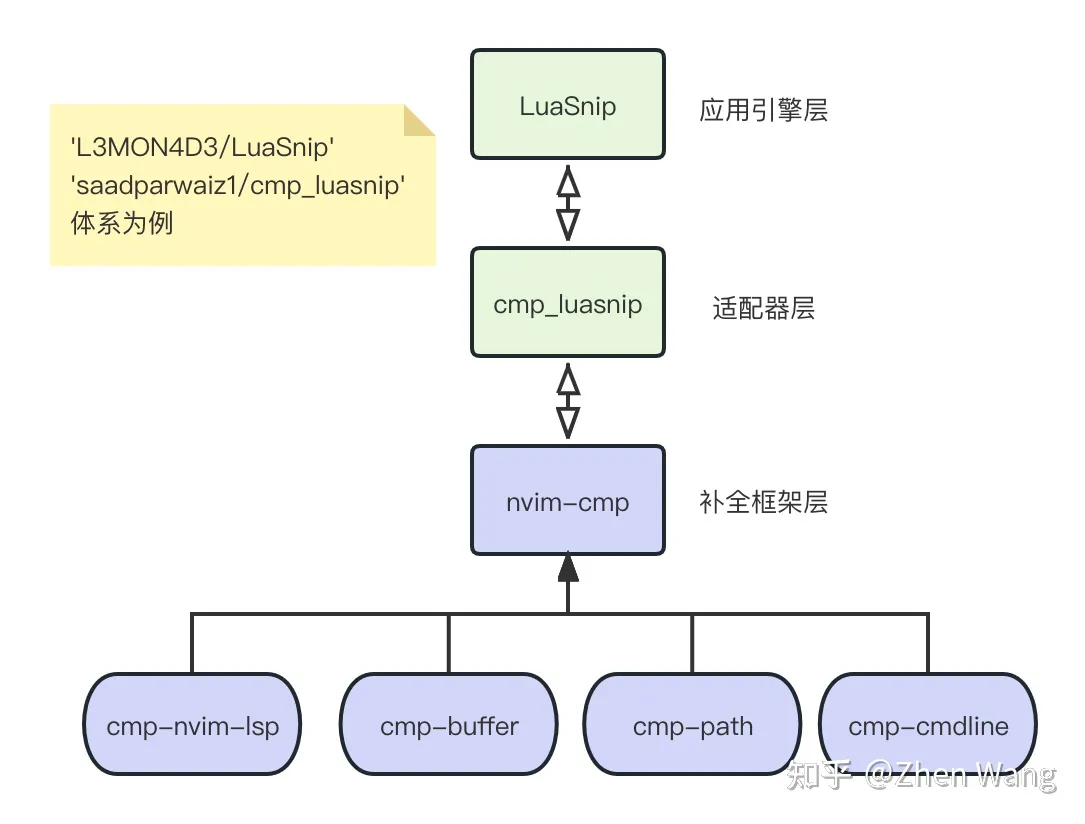 LuaSnip
应用引擎层
'L3MON4D3/LuaSnip'
'saadparwaiz1/cmp_luasnip'
体系为例
cmp_luasnip
适配器层
nvim-cmp
补全框架层
cmp-nvim-lsp
cmp-buffer
cmp-path
cmp-cmdline
知乎 @Zhen Wang